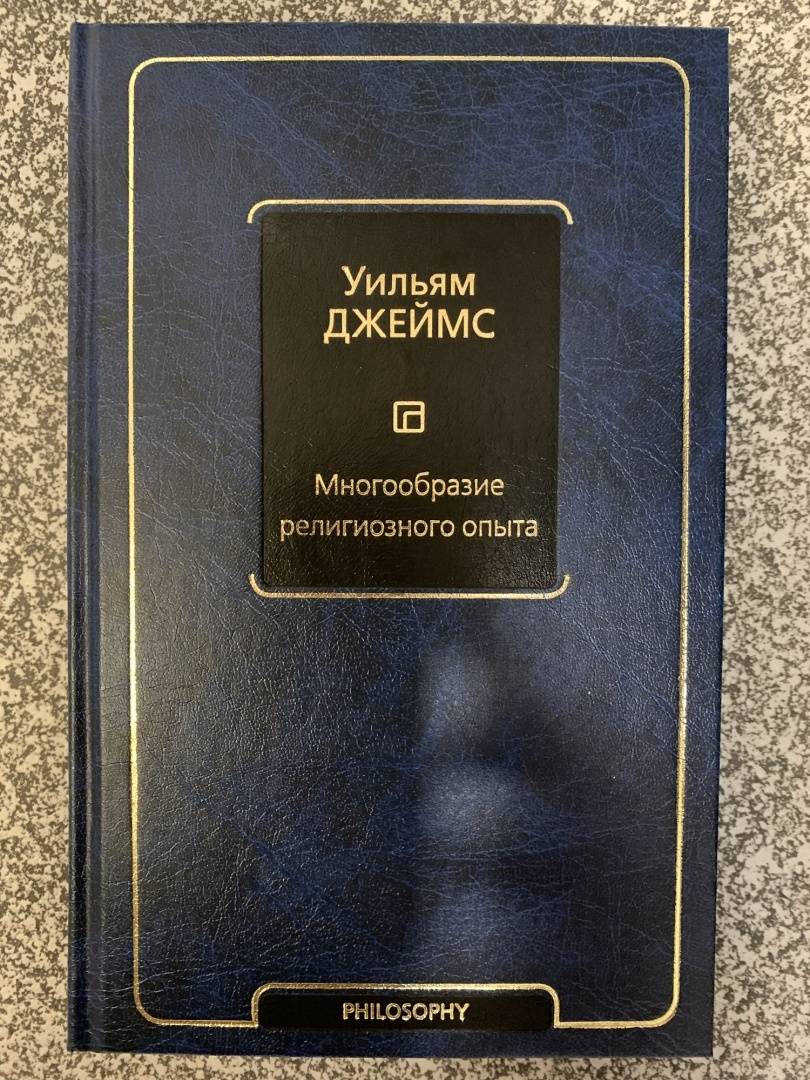 Уильям
ДЖЕЙМС
Многообразие
религиозного опыта
PHILOSOPHY